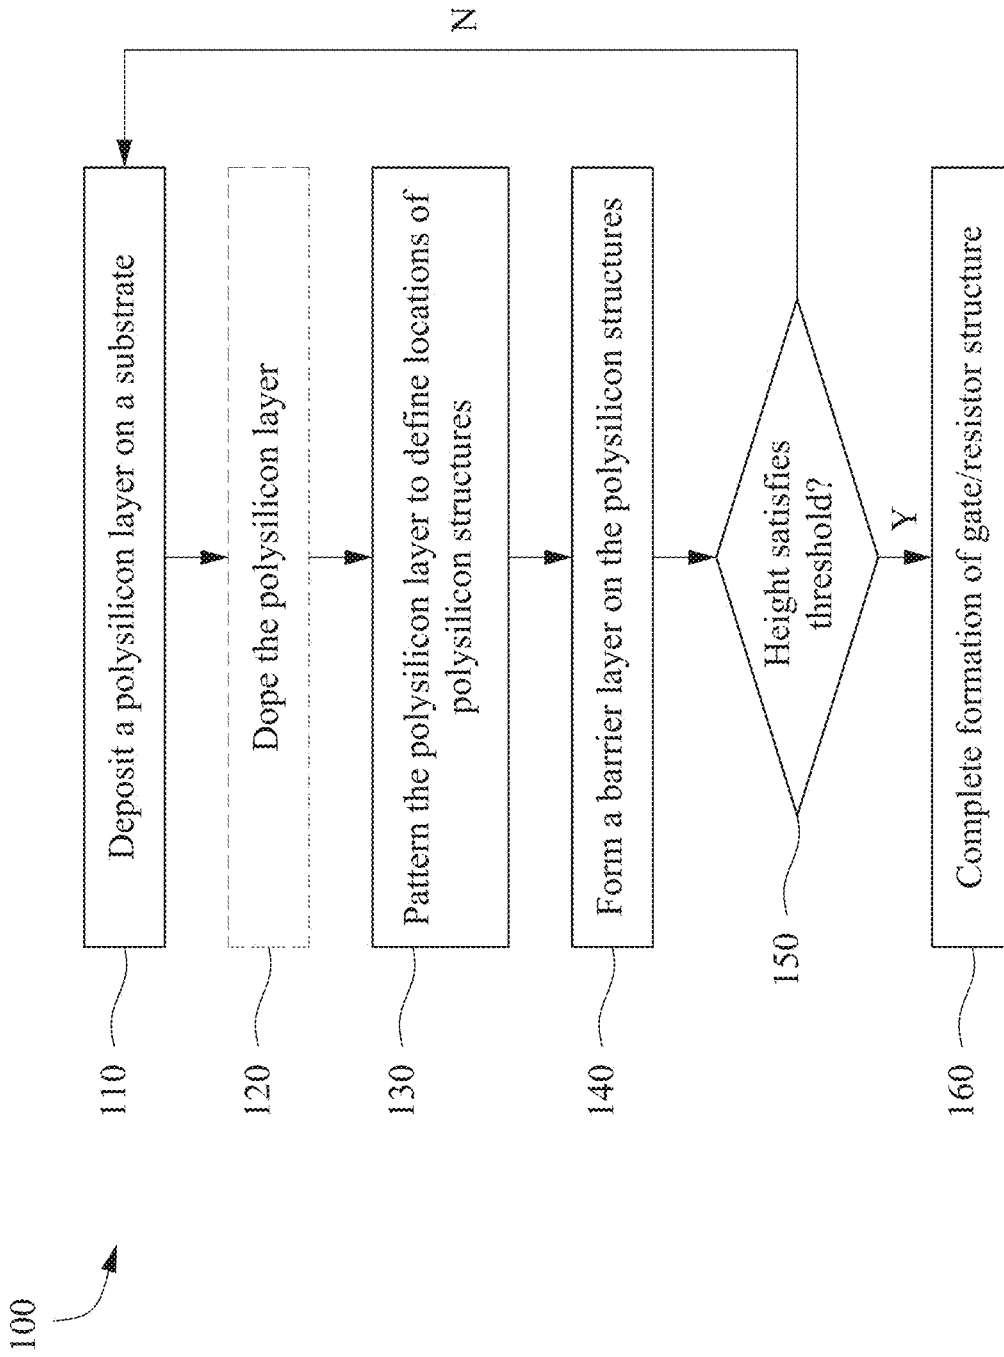 100
110
Deposit a polysilicon layer on a substrate
120
Dope the polysilicon layer
130
Pattern the polysilicon layer to define locations of
polysilicon structures
140
Form a barrier layer on the polysilicon structures
150
Height satisfies
threshold?
N
Y
160
Complete formation of gate/resistor structure